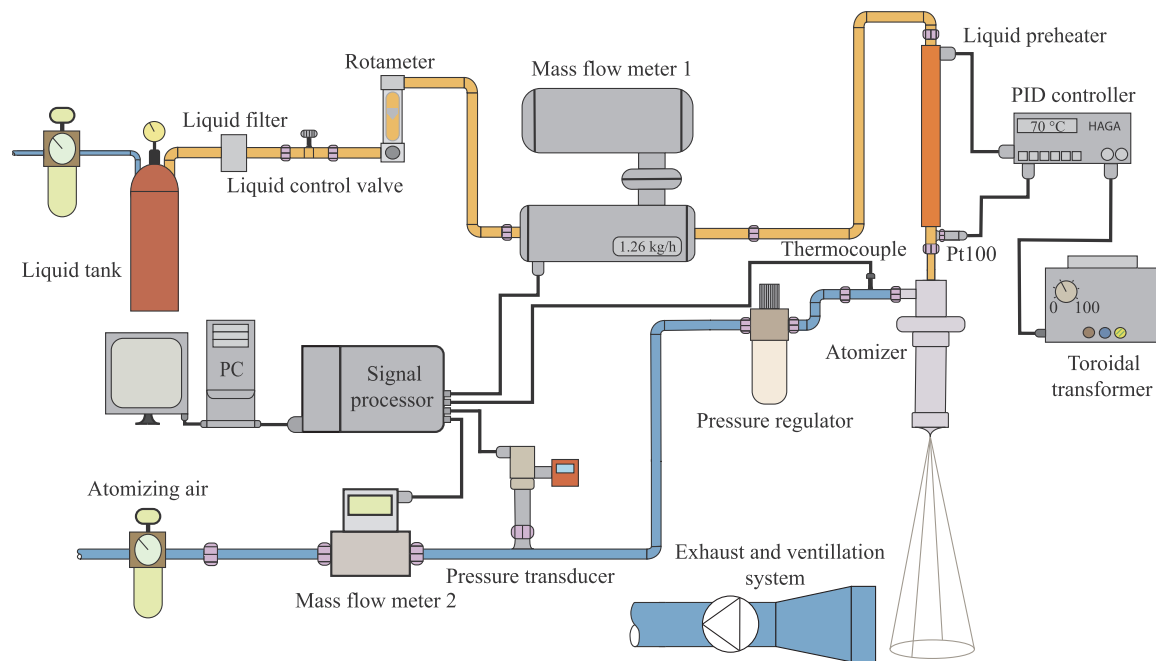 Liquid preheater
Rotameter
Mass flow meter 1
PID controller
Liquid filter
70 °C
HAGA
Liquid control valve
1.26 kg/h
Thermocouple
Pt100
Liquid tank
0 100
Atomizer
PC
Signal
processor
Toroidal
transformer
Pressure regulator
Atomizing air
Exhaust and ventillation
system
Pressure transducer
Mass flow meter 2